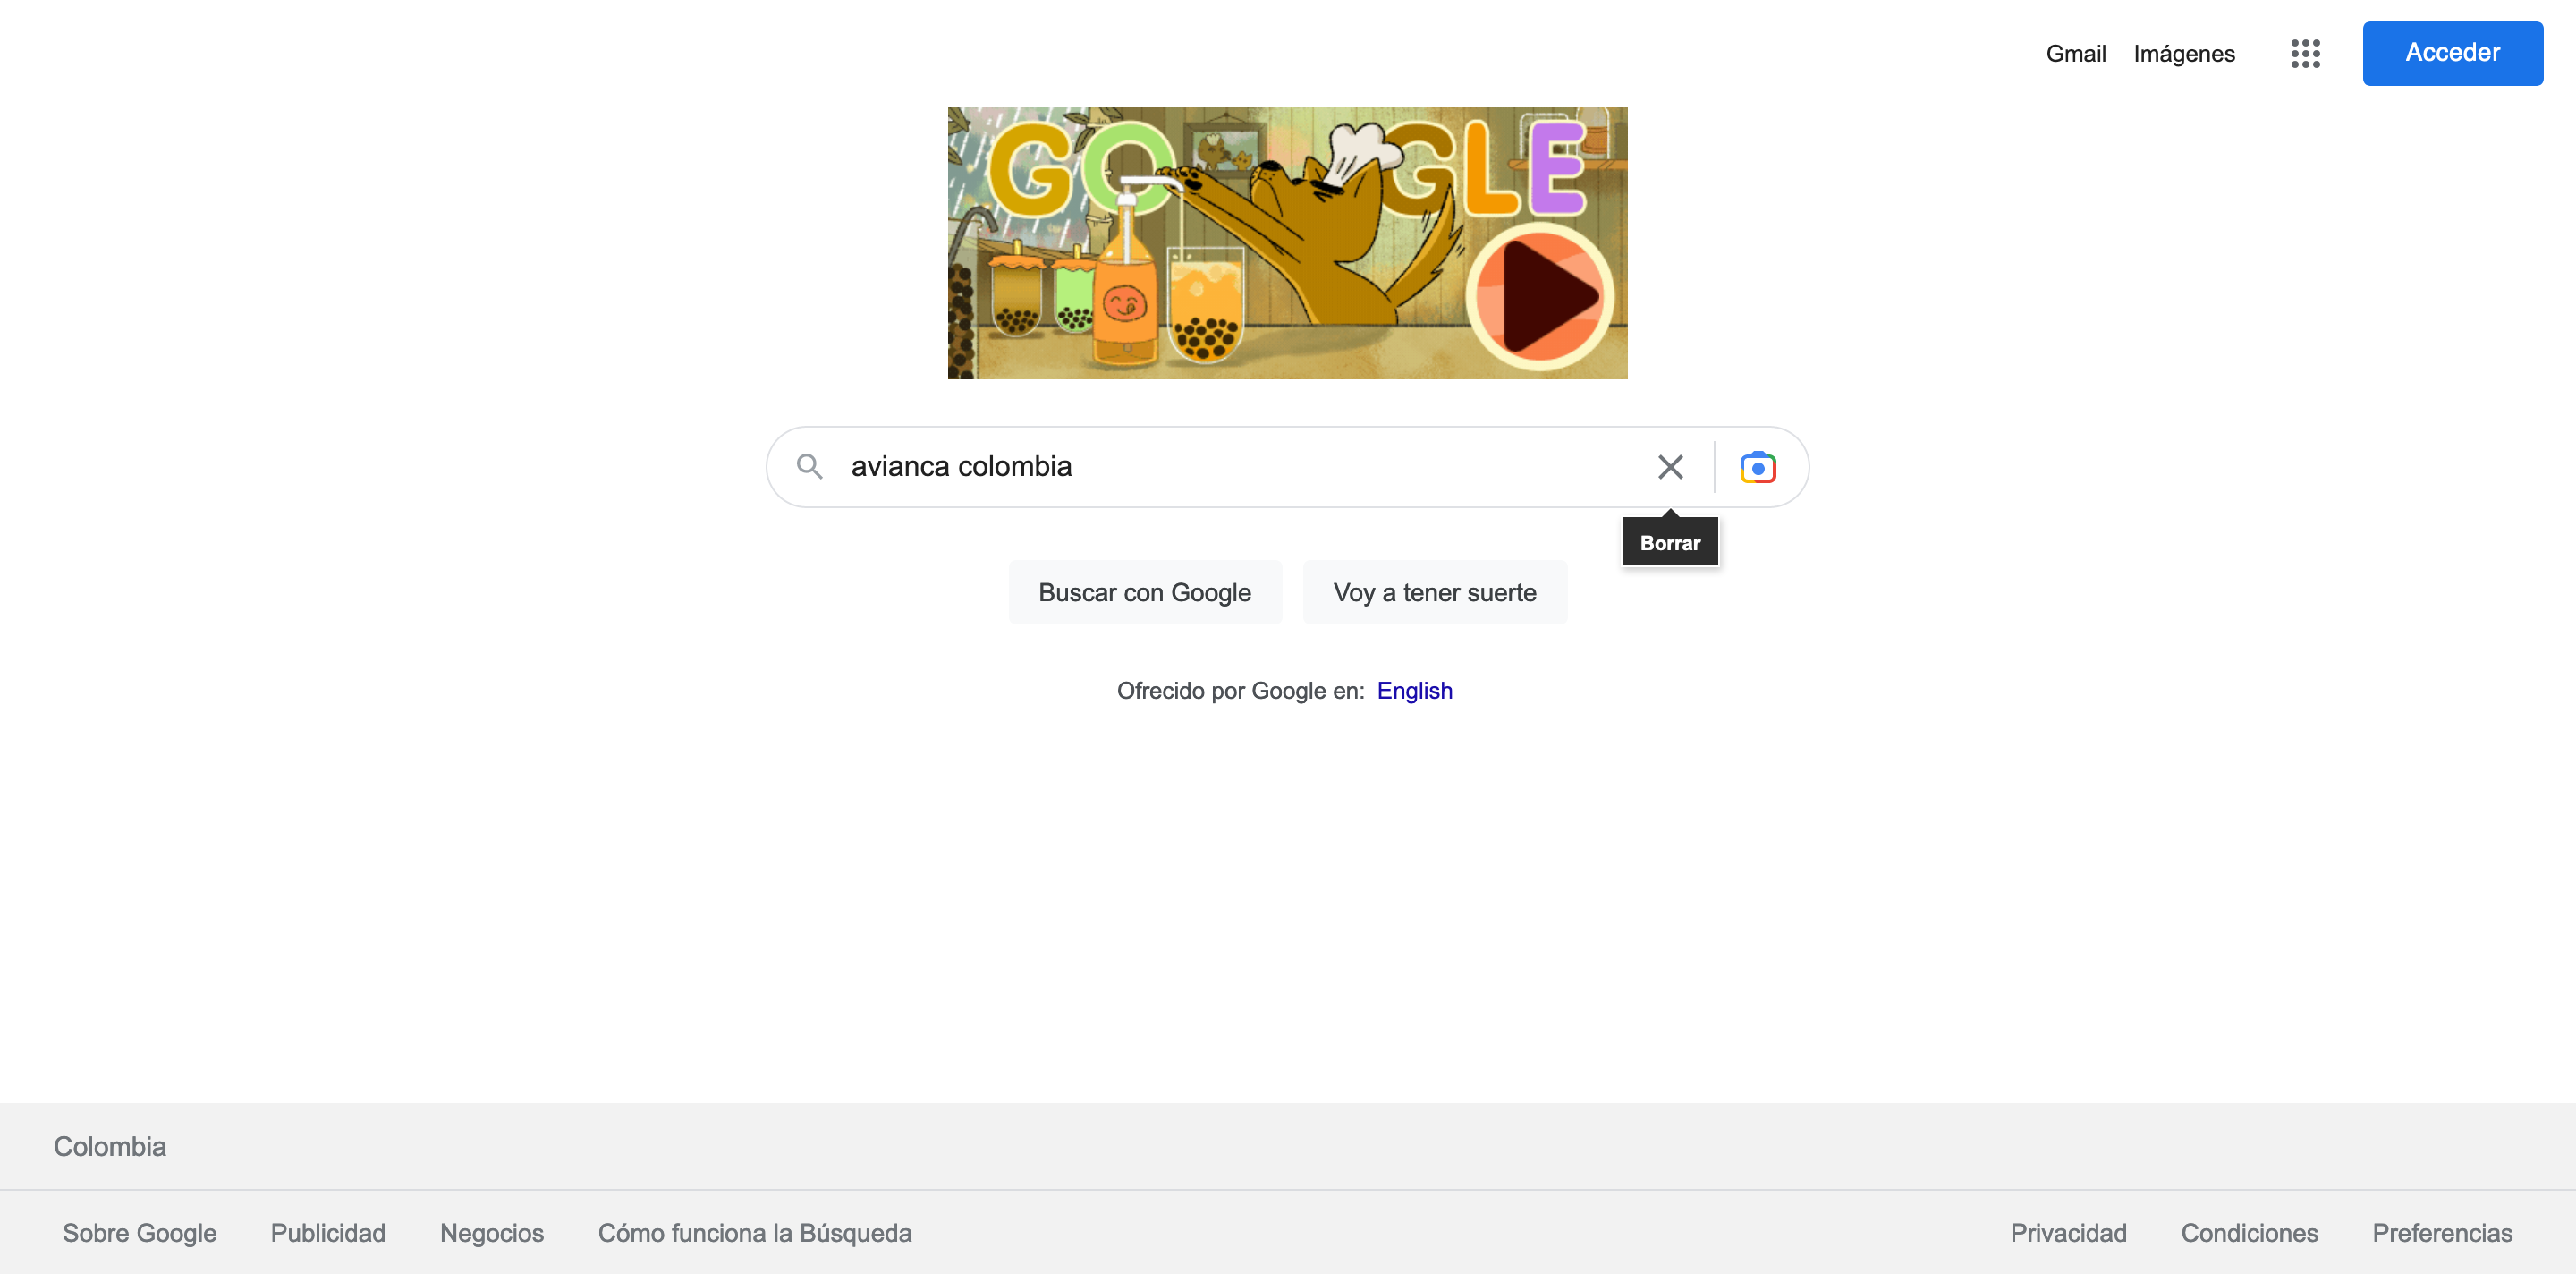 Gmail Imágenes Acceder
GOOGLE
avianca colombia
Borrar
Buscar con Google Voy a tener suerte
Ofrecido por Google en: English
Colombia
Sobre Google Publicidad Negocios Cómo funciona la Búsqueda Privacidad Condiciones Preferencias